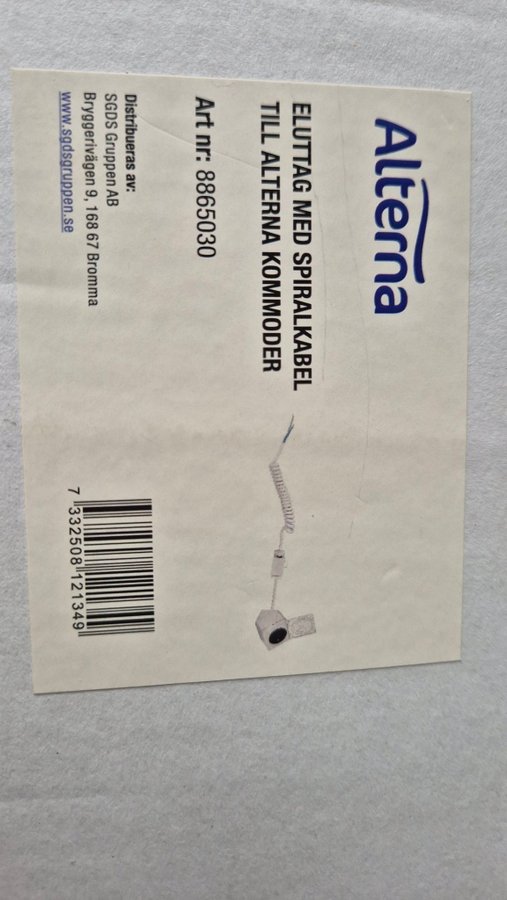 Alterna
ELUTTAG MED SPIRALKABEL
TILL ALTERNA KOMMODER
Art nr: 8865030
Distribueras av:
SGDS Gruppen AB
Bryggerivägen 9, 168 67 Bromma
www.sgdsgruppen.se
7 332508 121349